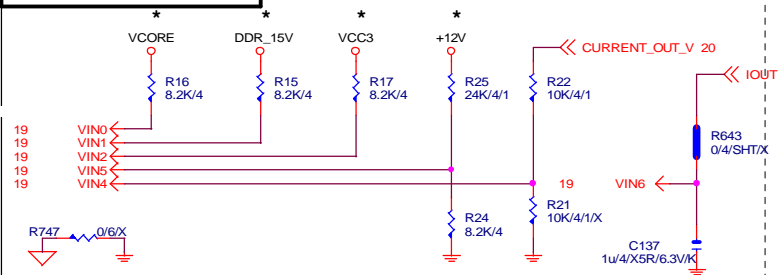 * * * *
VCORE DDR_15V VCC3 +12V
CURRENT_OUT_V 20
IOUT
R16 8.2K/4
R15 8.2K/4
R17 8.2K/4
R25 24K/4/1
R22 10K/4/1
R643 0/4/SHT/X
19 VIN0
19 VIN1
19 VIN2
19 VIN5
19 VIN4
19 VIN6
R747 0/6/X
R24 8.2K/4
R21 10K/4/1/X
C137 1u/4/X5R/6.3V/K